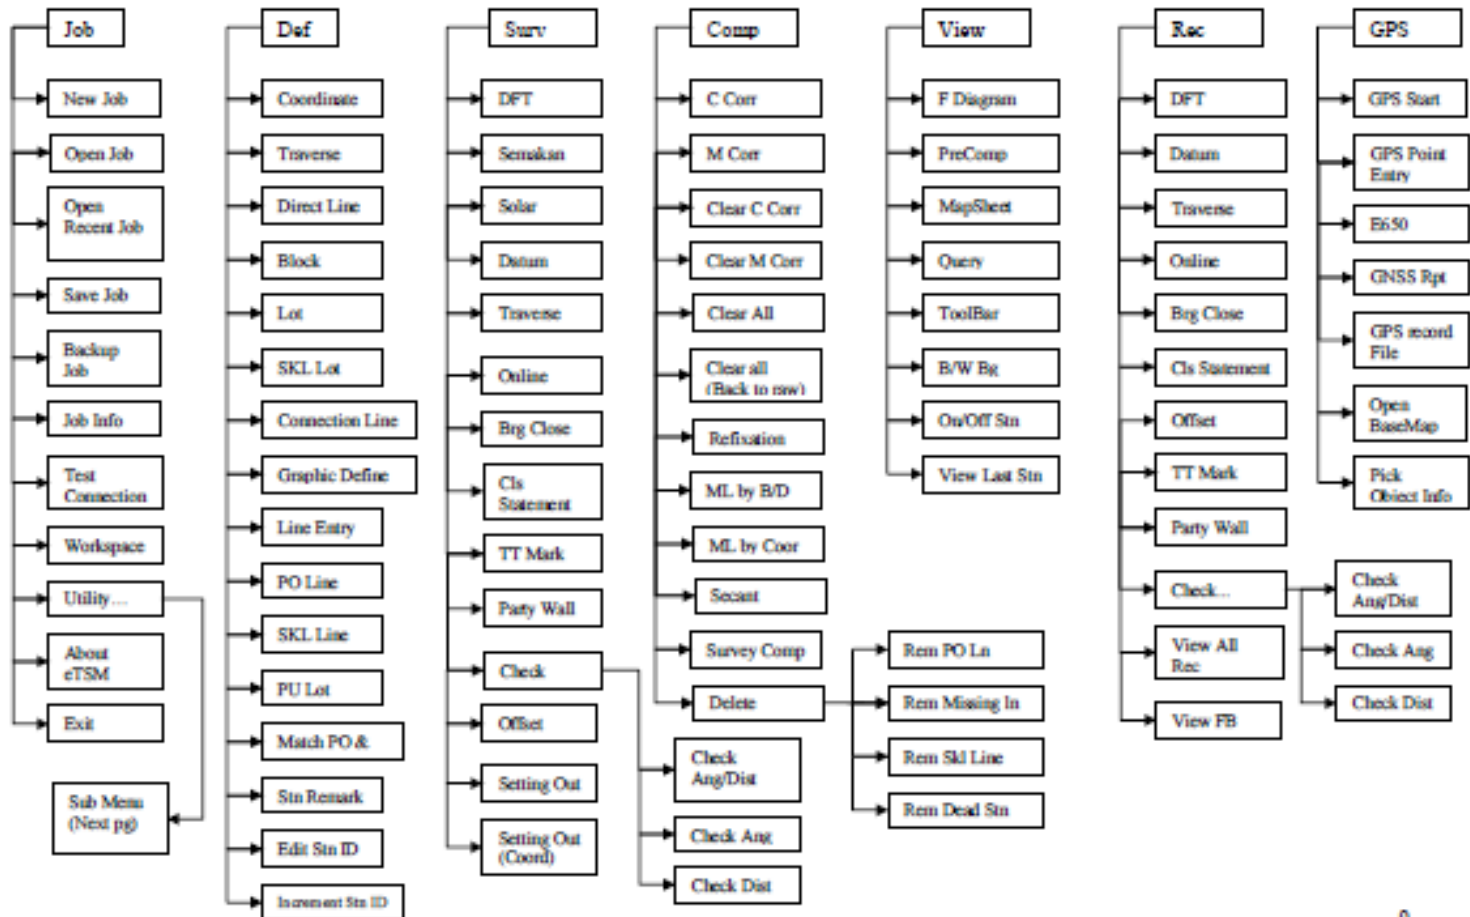 Job
New Job
Open Job
Open
Recent Job
Save Job
Backup
Job
Job Info
Test
Connection
Workspace
Utility....
About
eTSM
Exit
Sub Menu
(Next pg)
Def
Coordinate
Traverse
Direct Line
Block
Lot
SKL Lot
Connection Line
Graphic Define
Line Entry
PO Line
SKL Line
PU Lot
Match PO &
Stn Remark
Edit Stn ID
Increment Stn ID
Surv
DFT
Semakan
Solar
Datum
Traverse
Online
Brg Close
Cls
Statement
TT Mark
Party Wall
Check
Offset
Setting Out
Setting Out
(Coord)
Check
Ang/Dist
Check Ang
Check Dist
Comp
C Corr
M Corr
Clear C Corr
Clear M Corr
Clear All
Clear all
(Back to raw)
Refixation
ML by B/D
ML by Coor
Secant
Survey Comp
Delete
Rem PO Ln
Rem Missing In
Rem Skl Line
Rem Dead Stn
View
F Diagram
PreComp
MapSheet
Query
ToolBar
B/W Bg
On/Off Stn
View Last Stn
Rec
DFT
Datum
Traverse
Online
Brg Close
Cls Statement
Offset
TT Mark
Party Wall
Check...
View All
Rec
View FB
Check
Ang/Dist
Check Ang
Check Dist
GPS
GPS Start
GPS Point
Entry
E650
GNSS Rpt
GPS record
File
Open
BaseMap
Pick
Object Info